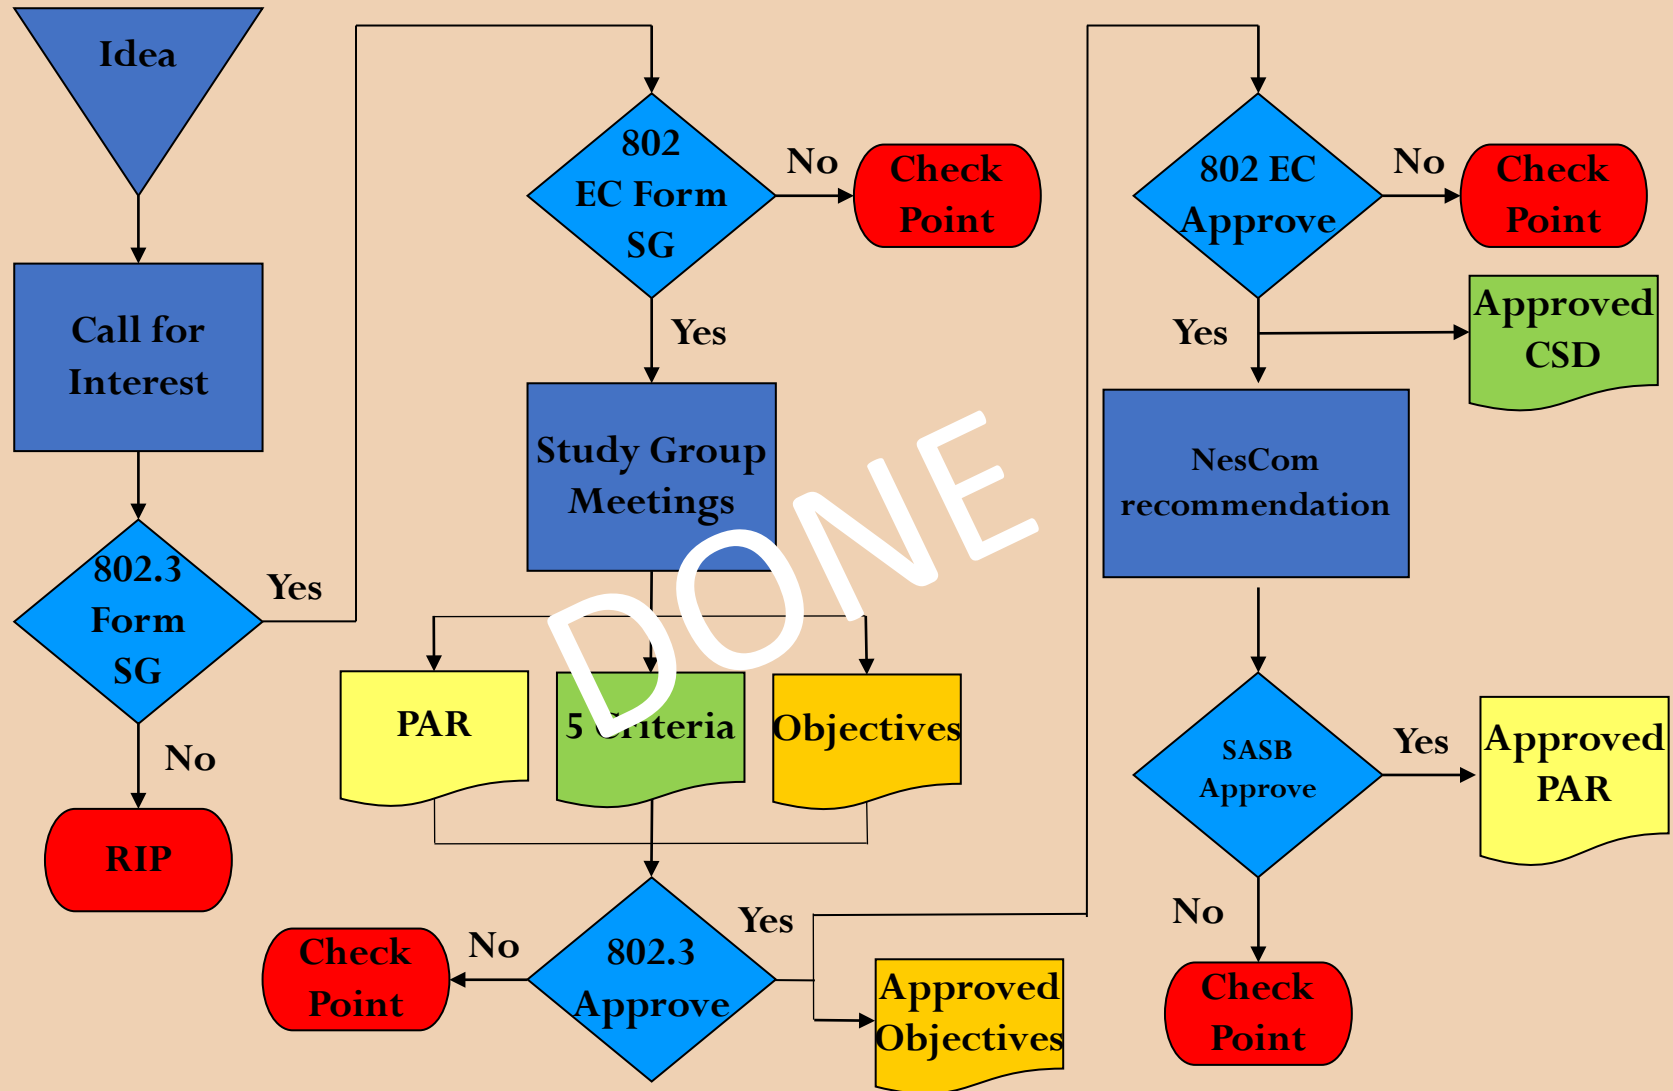 Idea
Call for
Interest
802.3
Form
SG
Yes
No
RIP
802
EC Form
SG
No
Check
Point
Yes
Study Group
Meetings
PAR
5 Criteria
Objectives
DONE
802.3
Approve
No
Check
Point
Yes
Approved
Objectives
802 EC
Approve
No
Check
Point
Yes
Approved
CSD
NesCom
recommendation
SASB
Approve
Yes
Approved
PAR
No
Check
Point